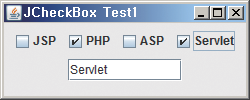 JCheckBox Test1
JSP PHP ASP Servlet
Servlet